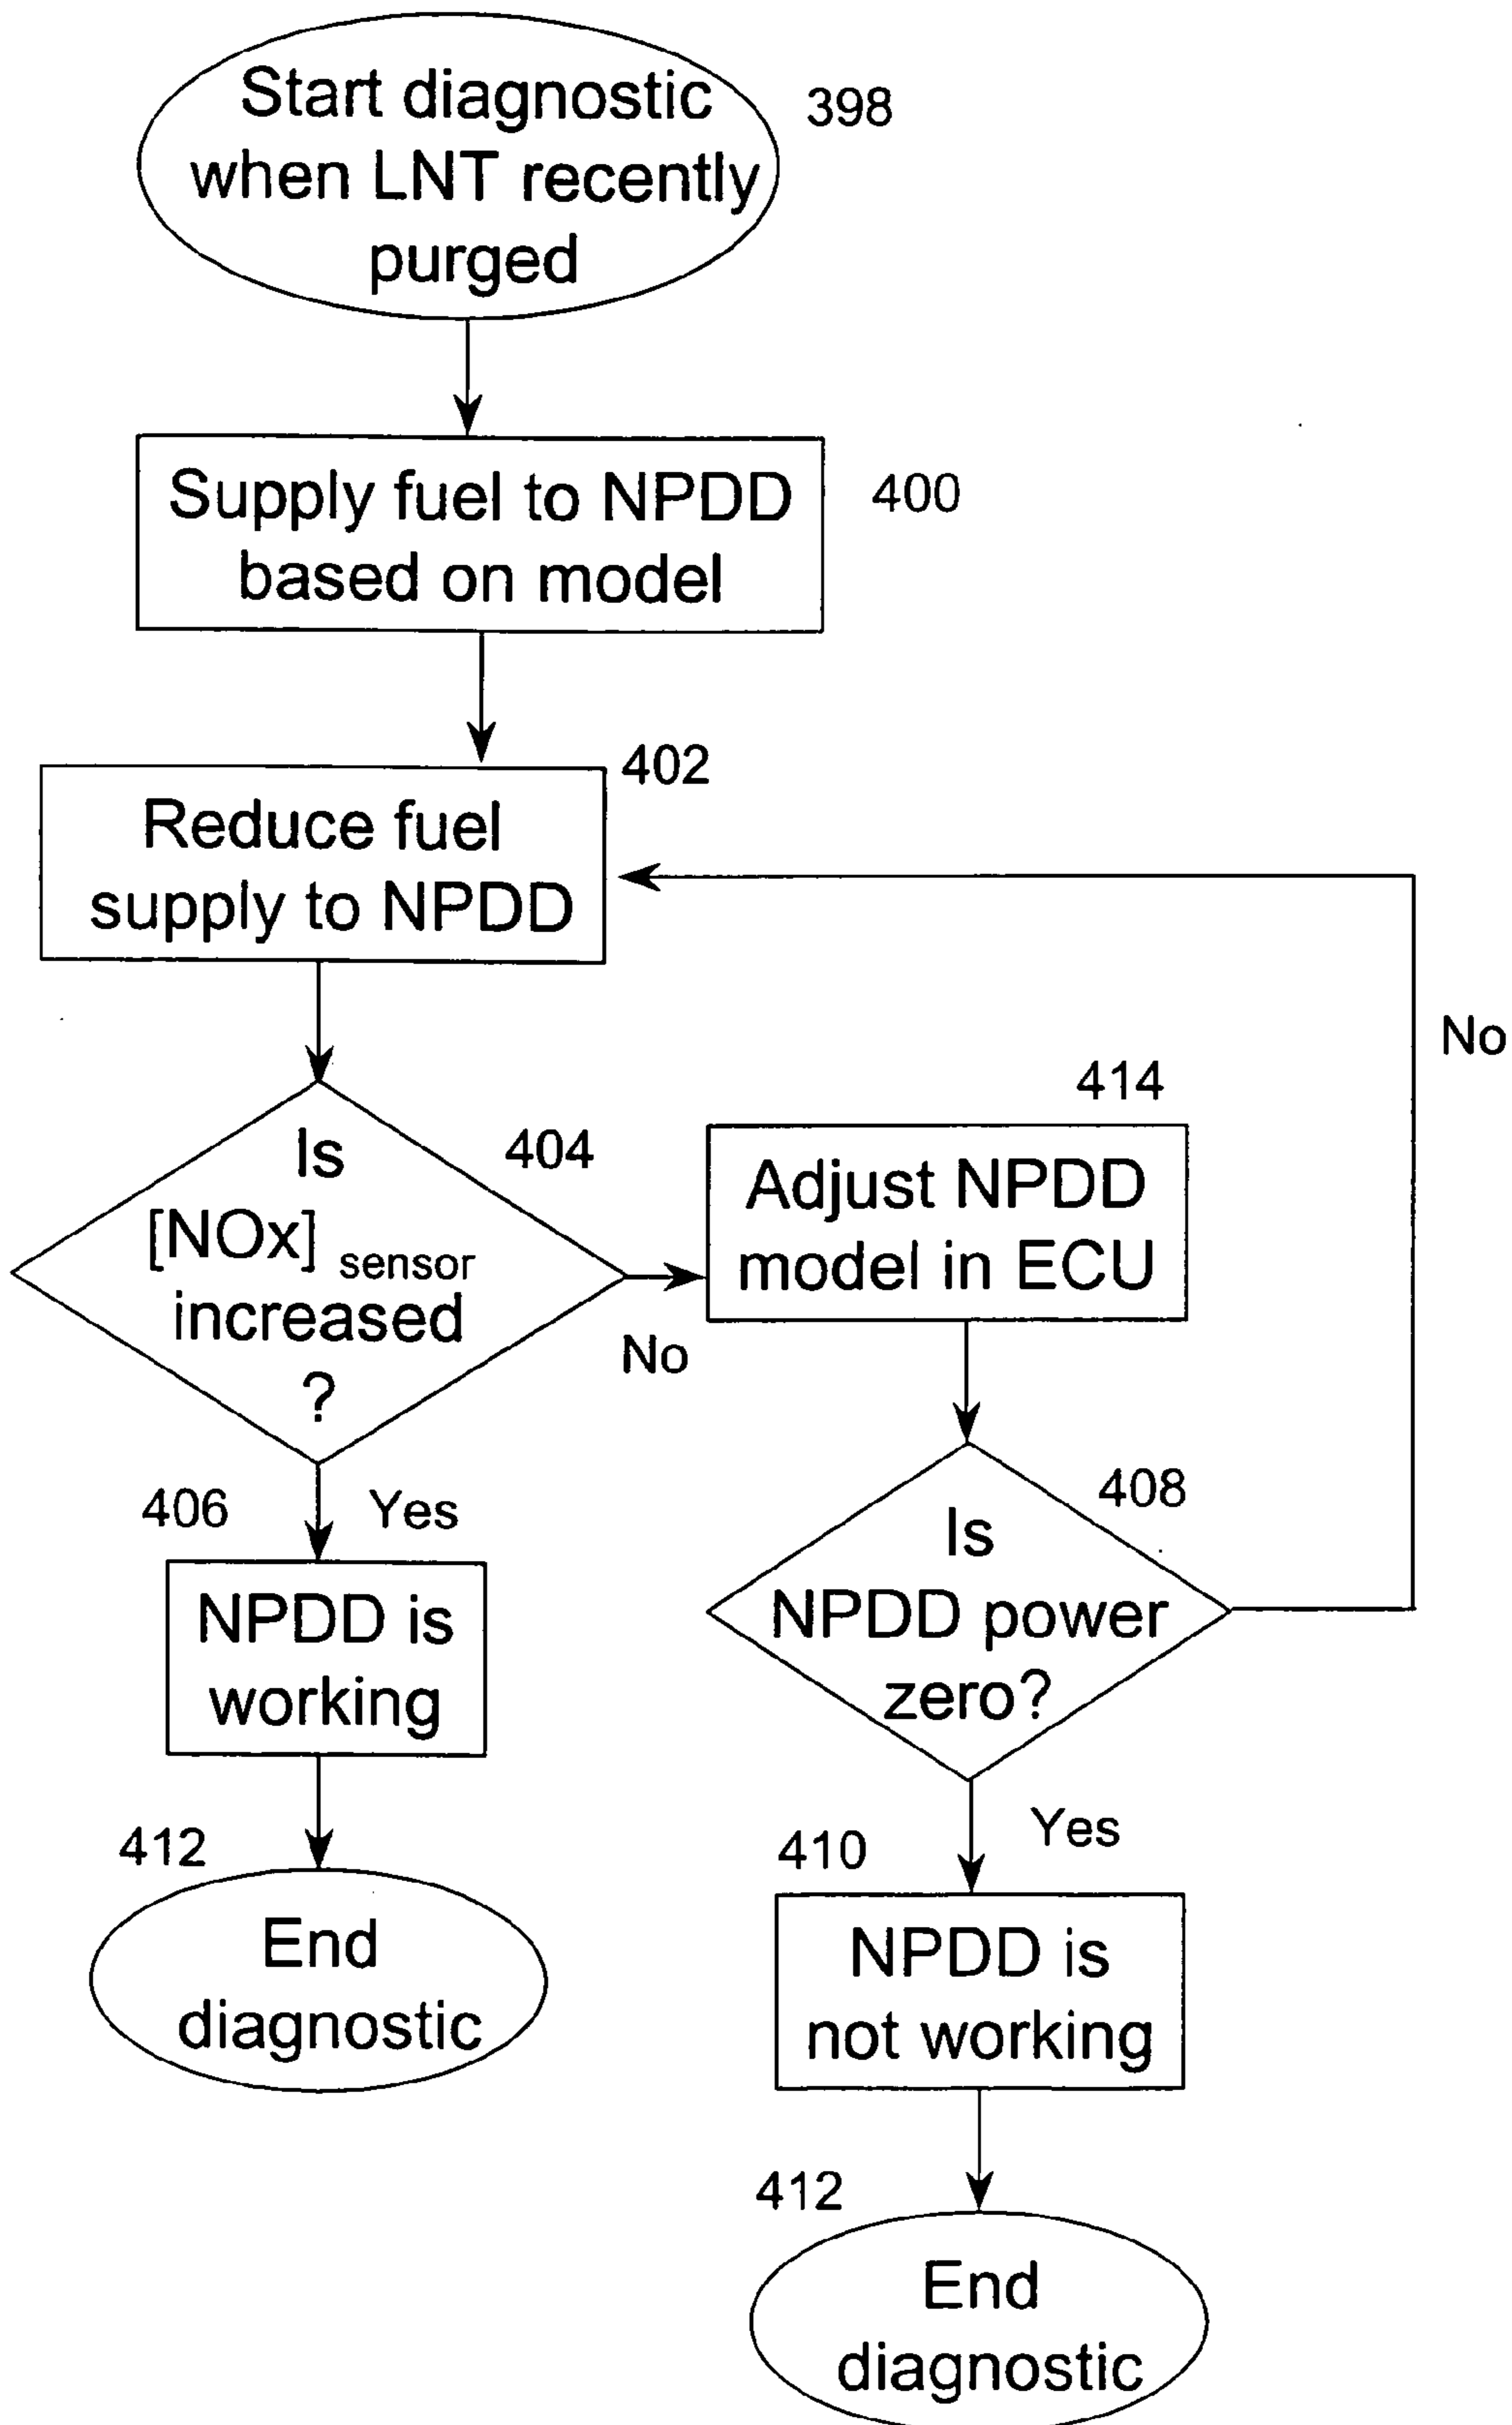 Start diagnostic
when LNT recently
purged
398
Supply fuel to NPDD
based on model
400
402
Reduce fuel
supply to NPDD
No
Is
[NOx] sensor
increased
?
404
No
414
Adjust NPDD
model in ECU
408
Is
NPDD power
zero?
406
Yes
NPDD is
working
412
End
diagnostic
410
Yes
NPDD is
not working
412
End
diagnostic